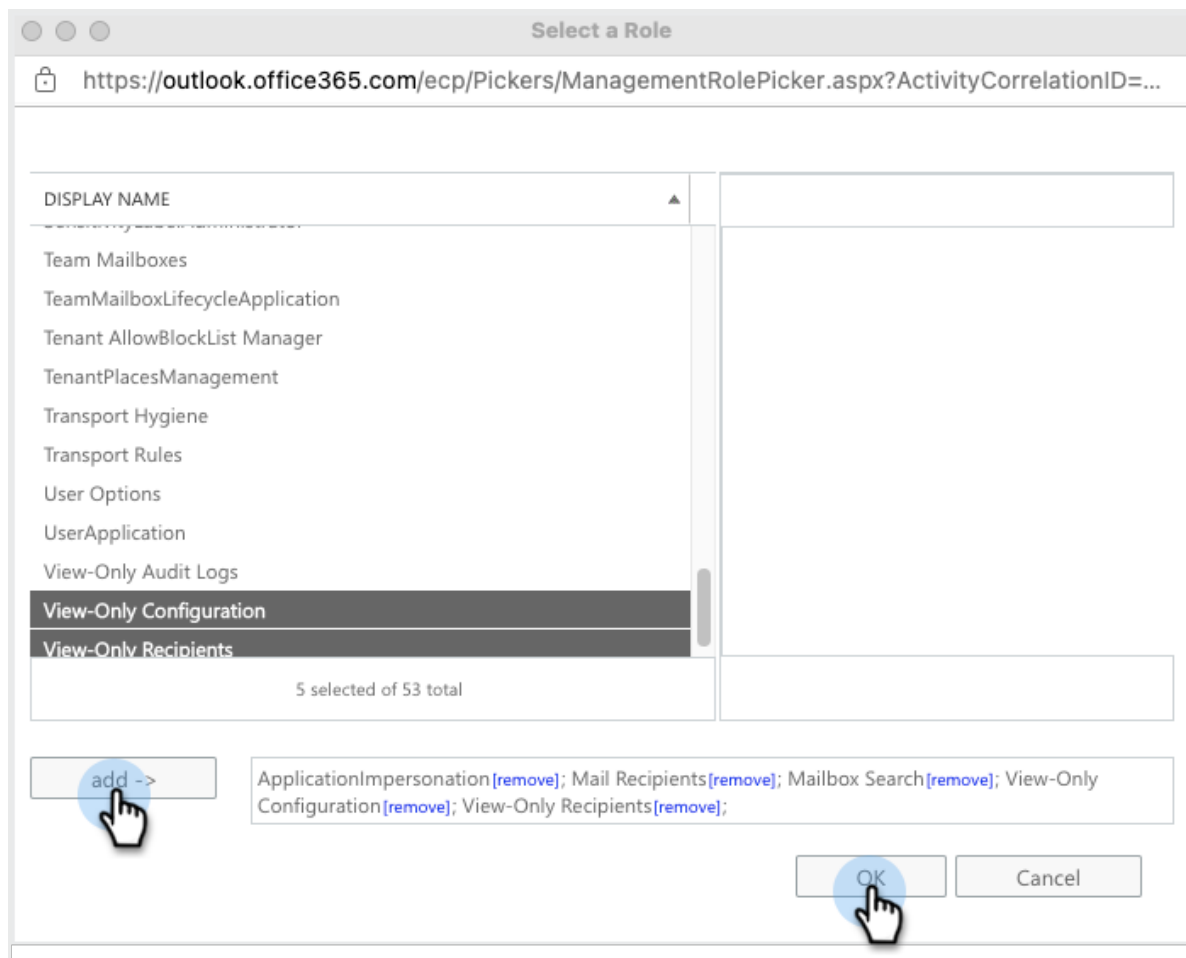 Select a Role
https://outlook.office365.com/ecp/Pickers/ManagementRolePicker.aspx?ActivityCorrelationID=...
DISPLAY NAME
Team Mailboxes
TeamMailboxLifecycleApplication
Tenant AllowBlockList Manager
TenantPlacesManagement
Transport Hygiene
Transport Rules
User Options
UserApplication
View-Only Audit Logs
View-Only Configuration
View-Only Recipients
5 selected of 53 total
add ->
ApplicationImpersonation[remove]; Mail Recipients[remove]; Mailbox Search[remove]; View-Only
Configuration[remove]; View-Only Recipients[remove];
OK
Cancel